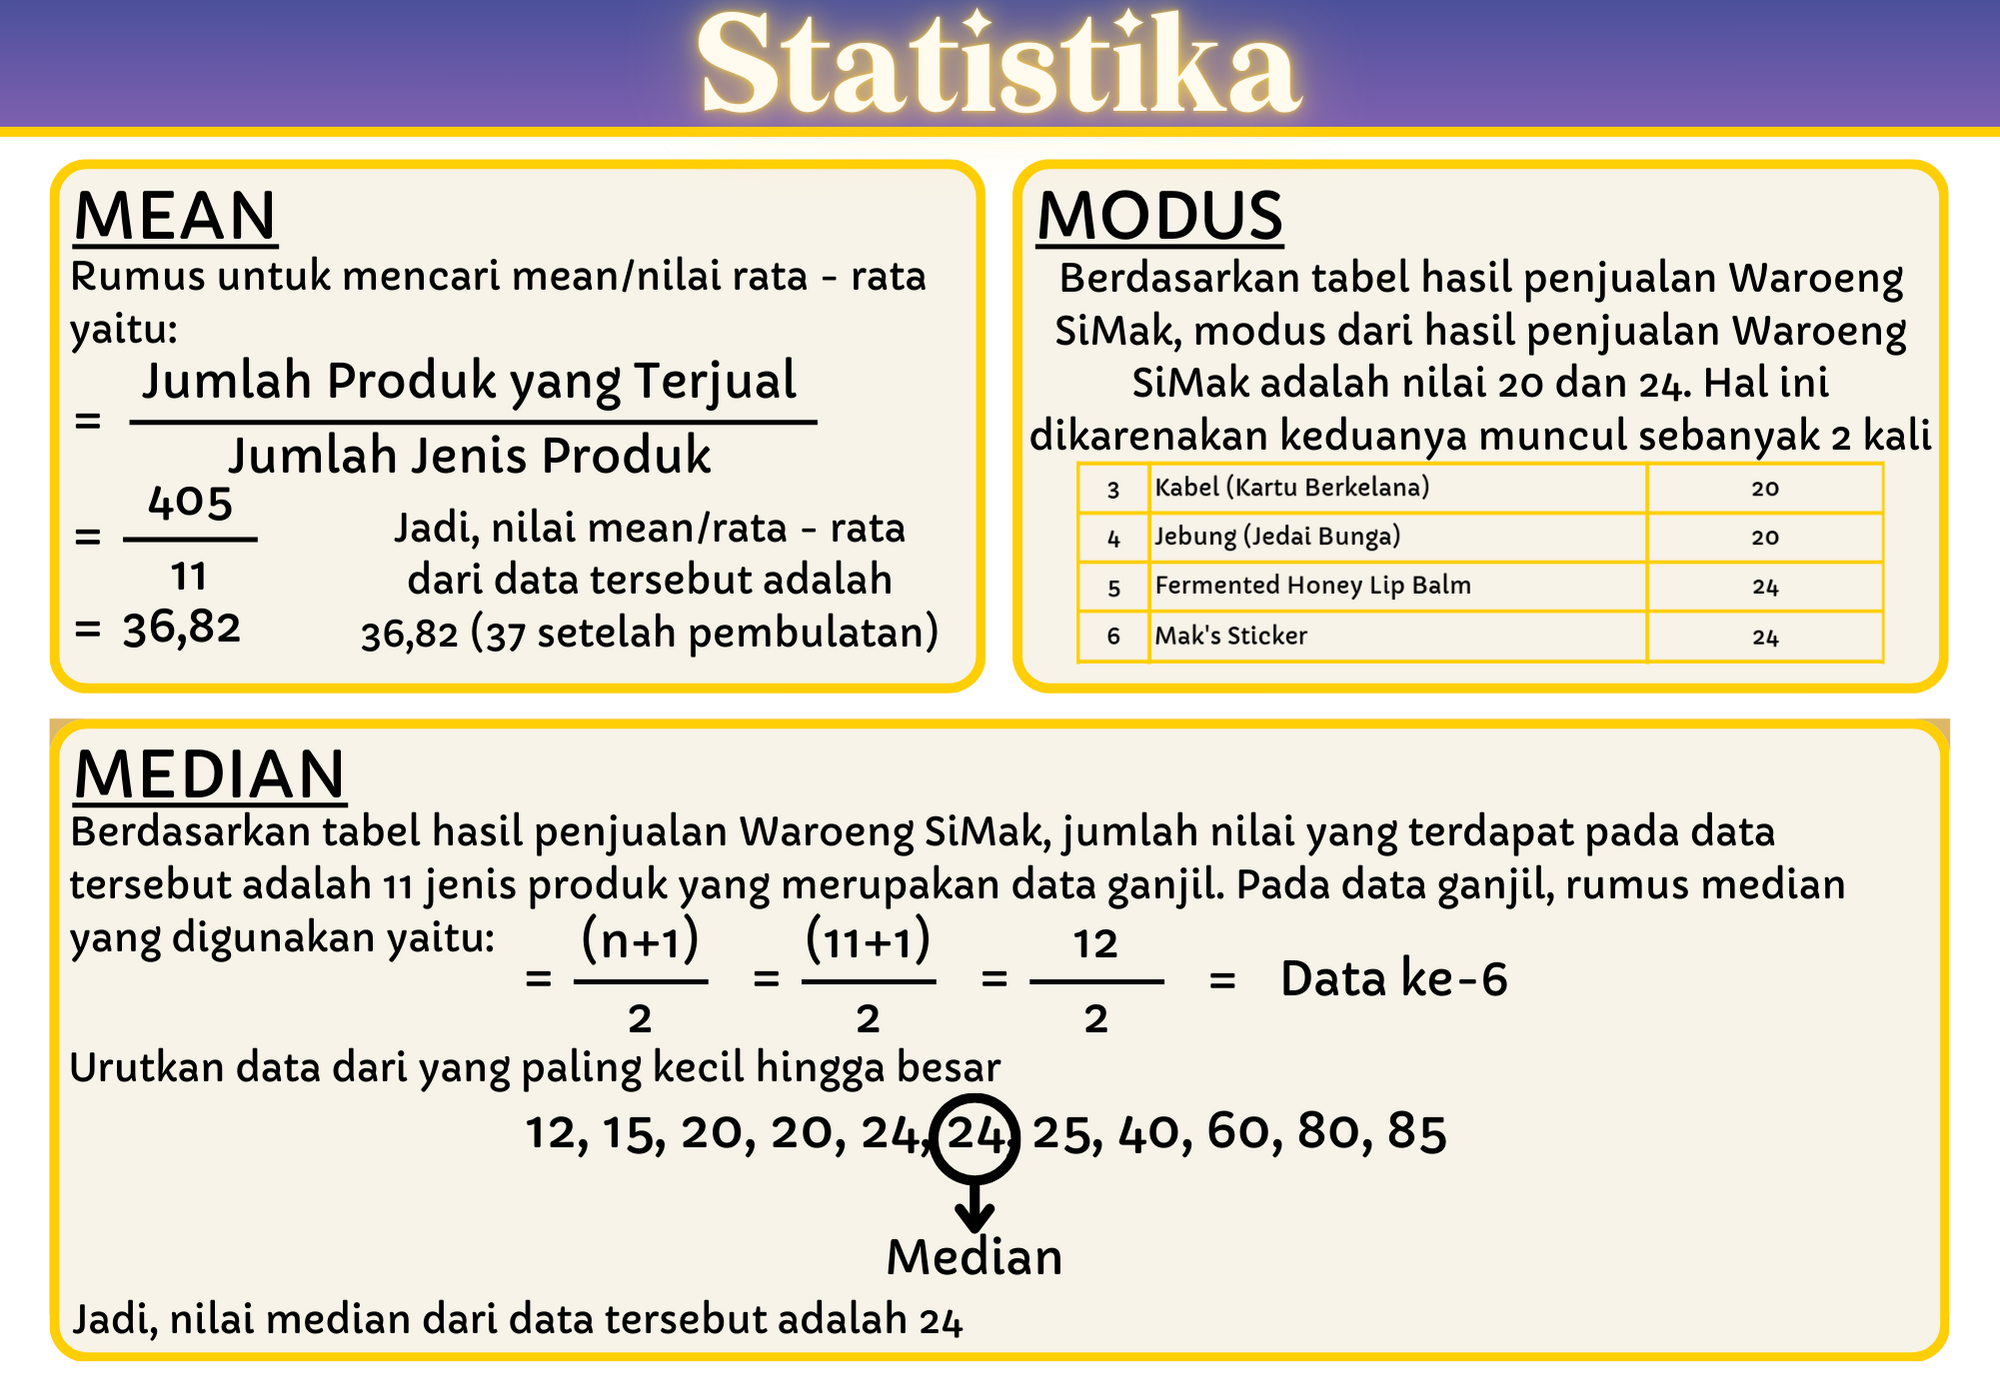 Statistika
MEAN
Rumus untuk mencari mean/nilai rata - rata
yaitu:
= Jumlah Produk yang Terjual
Jumlah Jenis Produk
= 405
11
= 36,82
Jadi, nilai mean/rata - rata
dari data tersebut adalah
36,82 (37 setelah pembulatan)
MODUS
Berdasarkan tabel hasil penjualan Waroeng
SiMak, modus dari hasil penjualan Waroeng
SiMak adalah nilai 20 dan 24. Hal ini
dikarenakan keduanya muncul sebanyak 2 kali
3 Kabel (Kartu Berkelana) 20
4 Jebung (Jedai Bunga) 20
5 Fermented Honey Lip Balm 24
6 Mak's Sticker 24
MEDIAN
Berdasarkan tabel hasil penjualan Waroeng SiMak, jumlah nilai yang terdapat pada data
tersebut adalah 11 jenis produk yang merupakan data ganjil. Pada data ganjil, rumus median
yang digunakan yaitu:
= (n+1) = (11+1) = 12 = Data ke-6
2 2 2
Urutkan data dari yang paling kecil hingga besar
12, 15, 20, 20, 24, 24, 25, 40, 60, 80, 85
Median
Jadi, nilai median dari data tersebut adalah 24